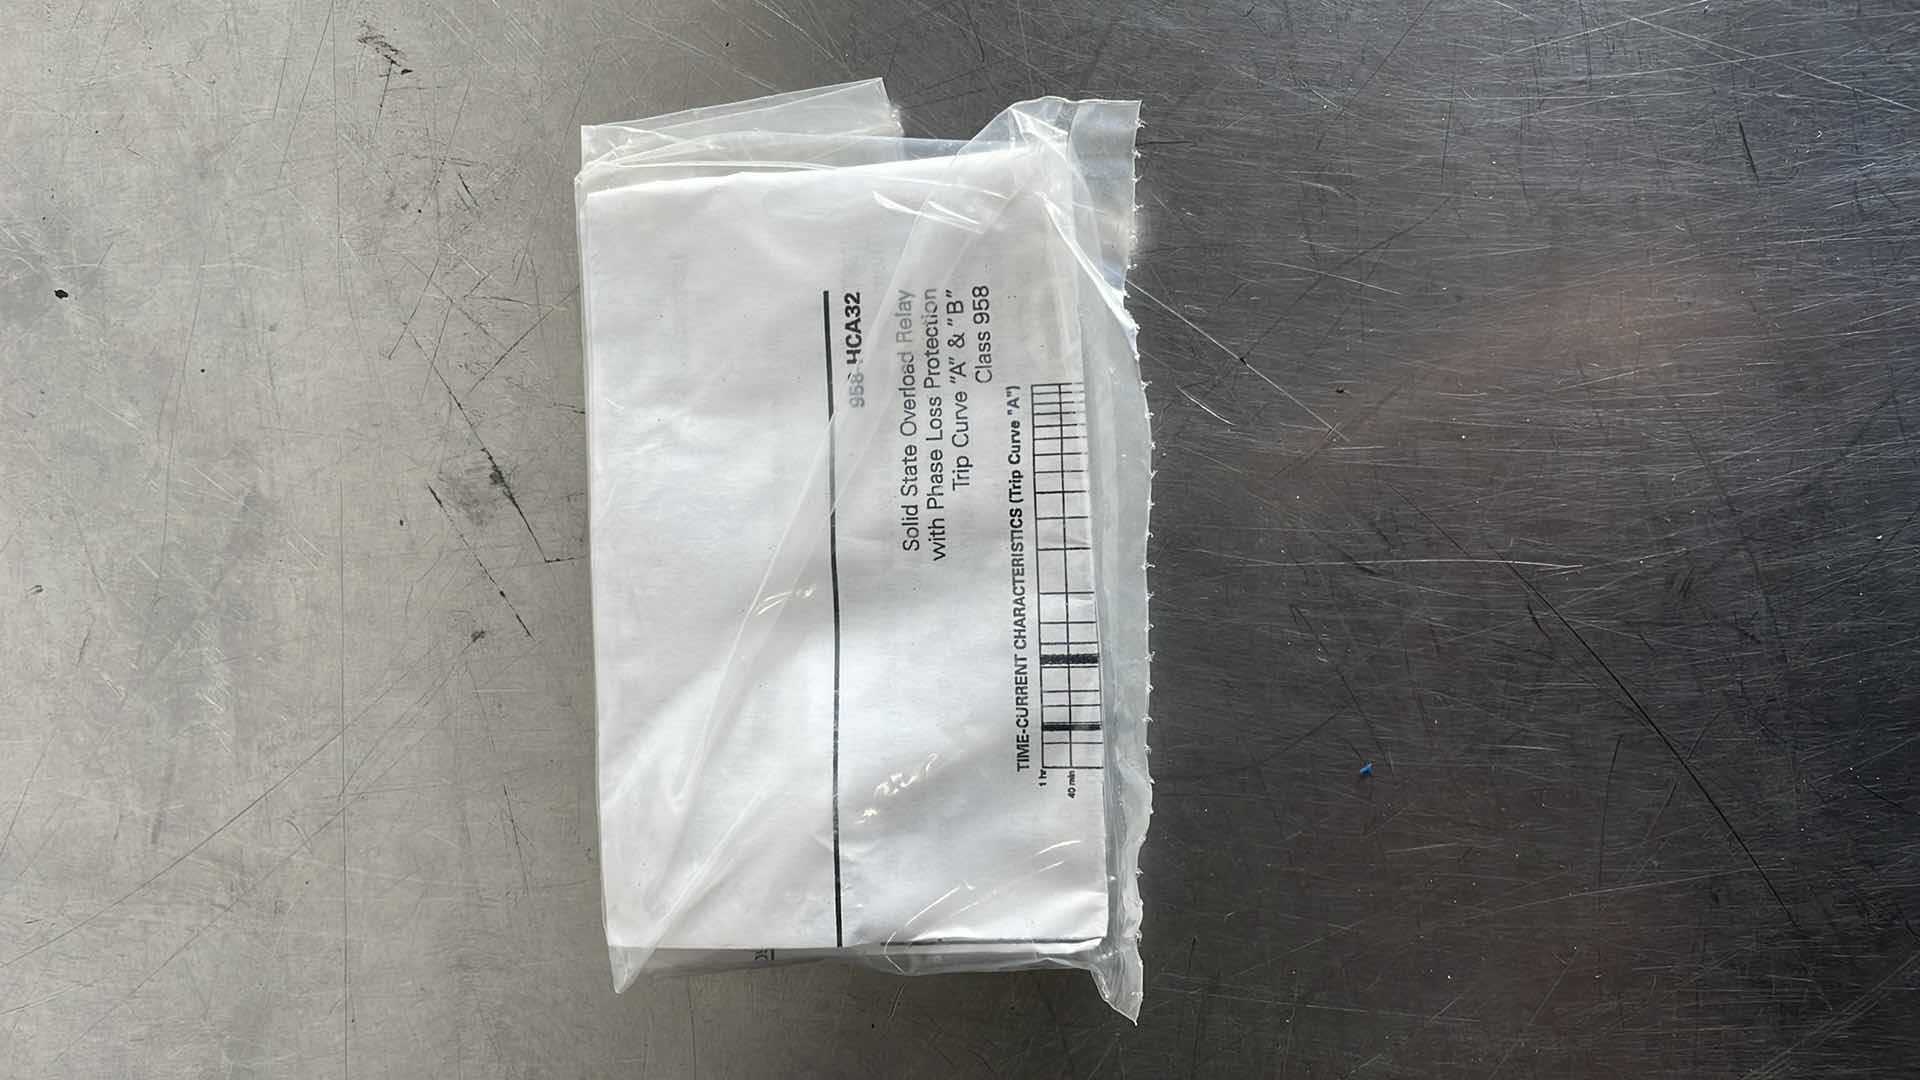 958-HCA32
Solid State Overload Relay
with Phase Loss Protection
Trip Curve "A" & "B"
Class 958
TIME-CURRENT CHARACTERISTICS (Trip Curve "A")
1 hr
40 min